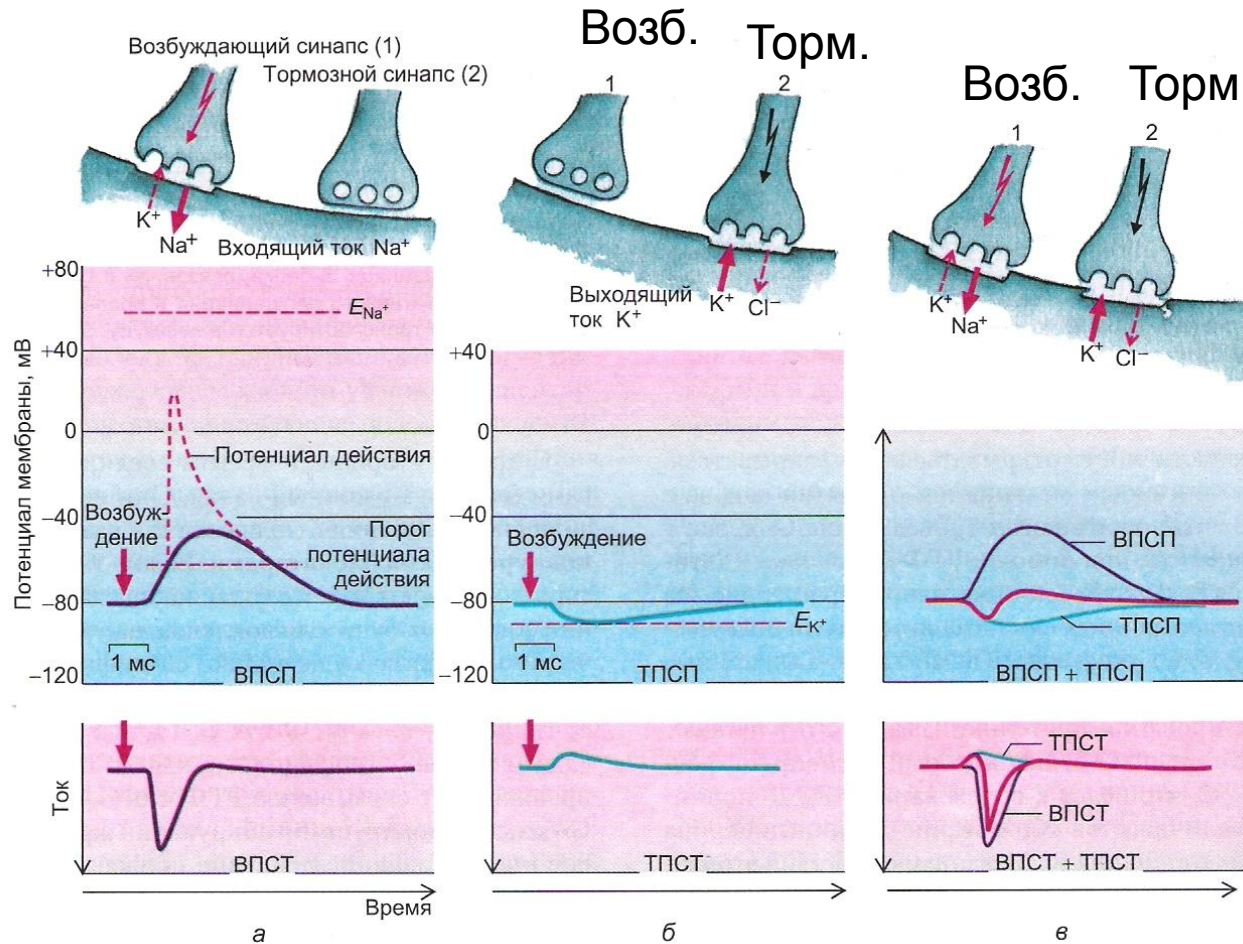 Возб.
Торм.
Возб.
Торм
Возбуждающий синапс (1)
Тормозной синапс (2)
K⁺
Na⁺
Входящий ток Na⁺
1
2
Выходящий
ток K⁺
K⁺
Cl⁻
1
2
K⁺
Na⁺
K⁺
Cl⁻
Потенциал мембраны, мВ
+80
+40
0
–40
–80
–120
E Na⁺
Потенциал действия
Возбуж-
дение
Порог
потенциала
действия
1 мс
ВПСП
+40
0
–40
–80
–120
Возбуждение
E K⁺
1 мс
ТПСП
ВПСП
ТПСП
ВПСП + ТПСП
Ток
ВПСТ
ТПСТ
ТПСТ
ВПСТ
ВПСТ + ТПСТ
Время
а
б
в